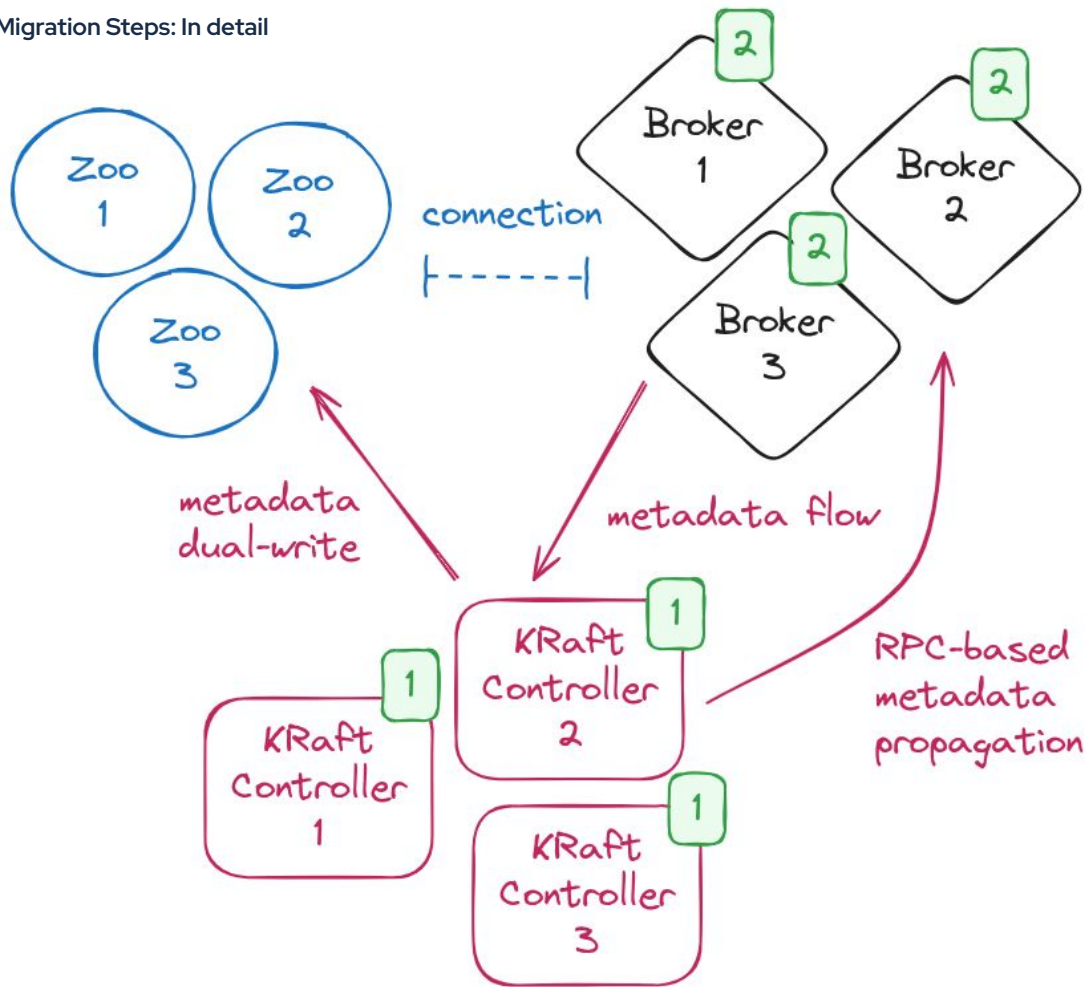 Migration Steps: In detail
Zoo
1
Zoo
2
Zoo
3
connection
2
Broker
1
2
Broker
2
2
Broker
3
metadata
dual-write
metadata flow
RPC-based
metadata
propagation
1
KRaft
Controller
1
1
KRaft
Controller
2
1
KRaft
Controller
3